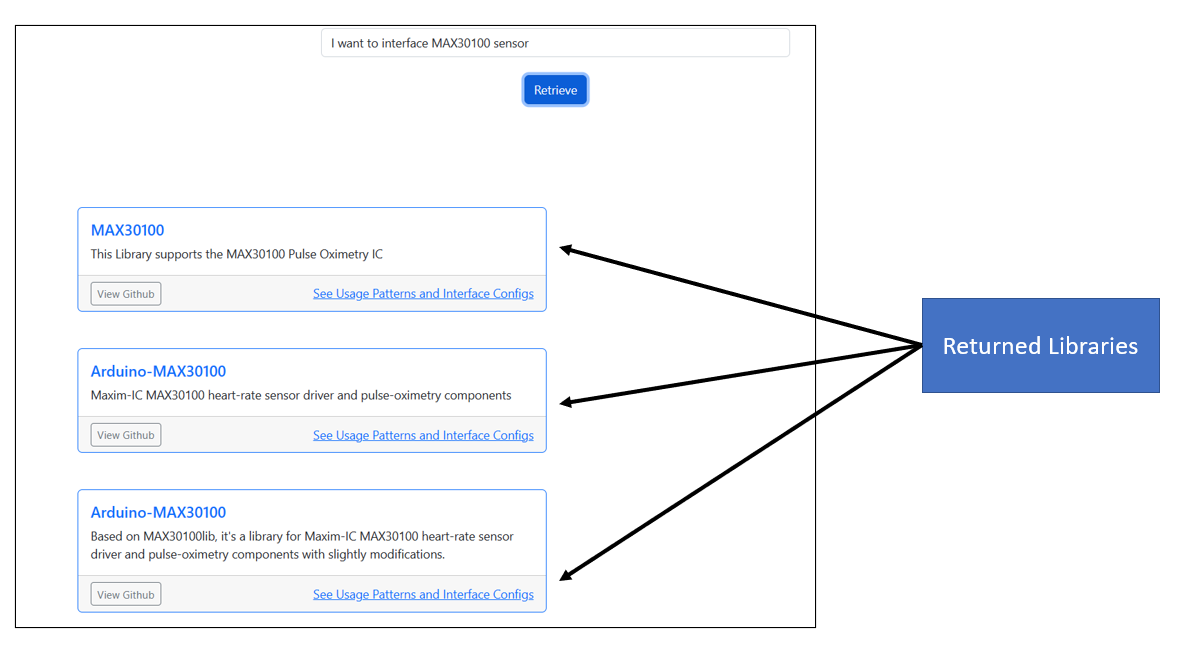 I want to interface MAX30100 sensor
Retrieve
MAX30100
This Library supports the MAX30100 Pulse Oximetry IC
View Github
See Usage Patterns and Interface Configs
Arduino-MAX30100
Maxim-IC MAX30100 heart-rate sensor driver and pulse-oximetry components
View Github
See Usage Patterns and Interface Configs
Arduino-MAX30100
Based on MAX30100lib, it's a library for Maxim-IC MAX30100 heart-rate sensor
driver and pulse-oximetry components with slightly modifications.
View Github
See Usage Patterns and Interface Configs
Returned Libraries